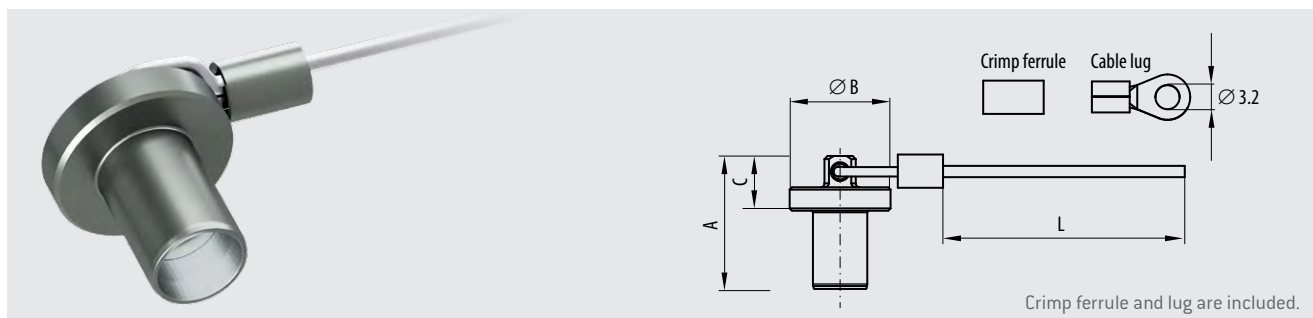 Crimp ferrule
Cable lug
∅ B
∅ 3.2
C
A
L
Crimp ferrule and lug are included.